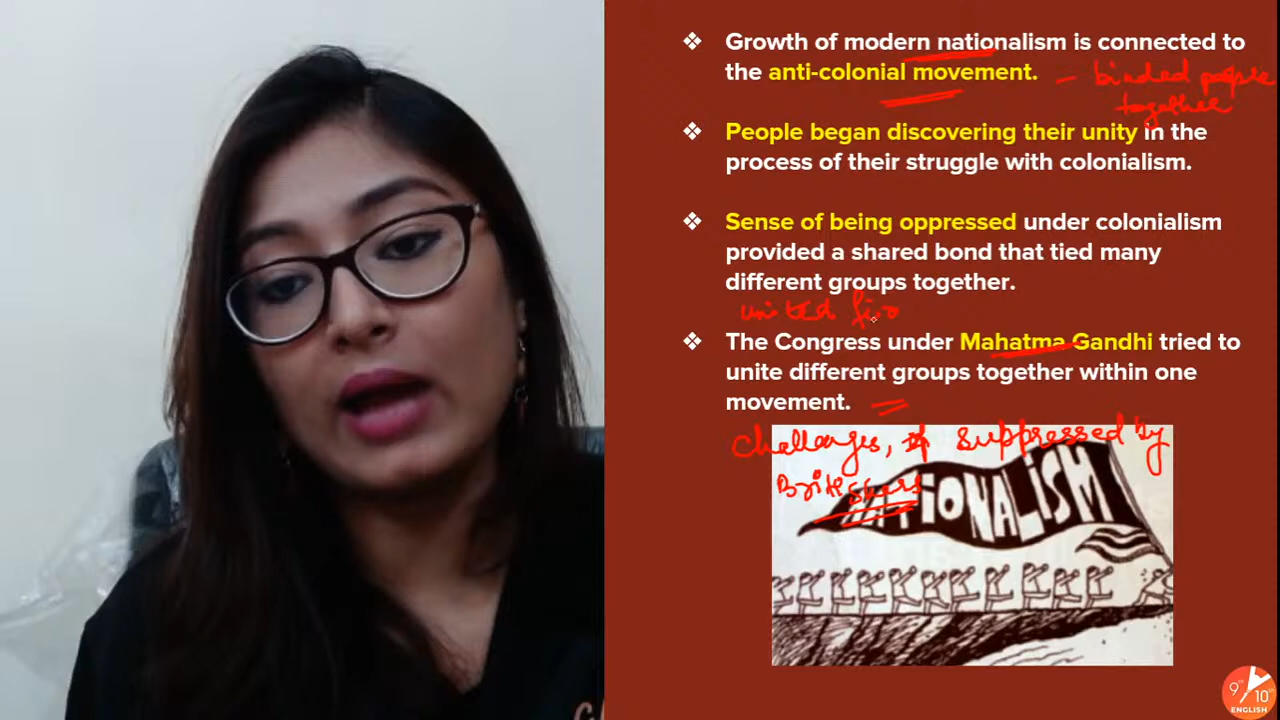 ❖ Growth of modern nationalism is connected to
the anti-colonial movement.
– binded people
together
❖ People began discovering their unity in the
process of their struggle with colonialism.
❖ Sense of being oppressed under colonialism
provided a shared bond that tied many
different groups together.
united
❖ The Congress under Mahatma Gandhi tried to
unite different groups together within one
movement.
Challenges, suppressed by
Britishers
NATIONALISM
9th 10th
ENGLISH